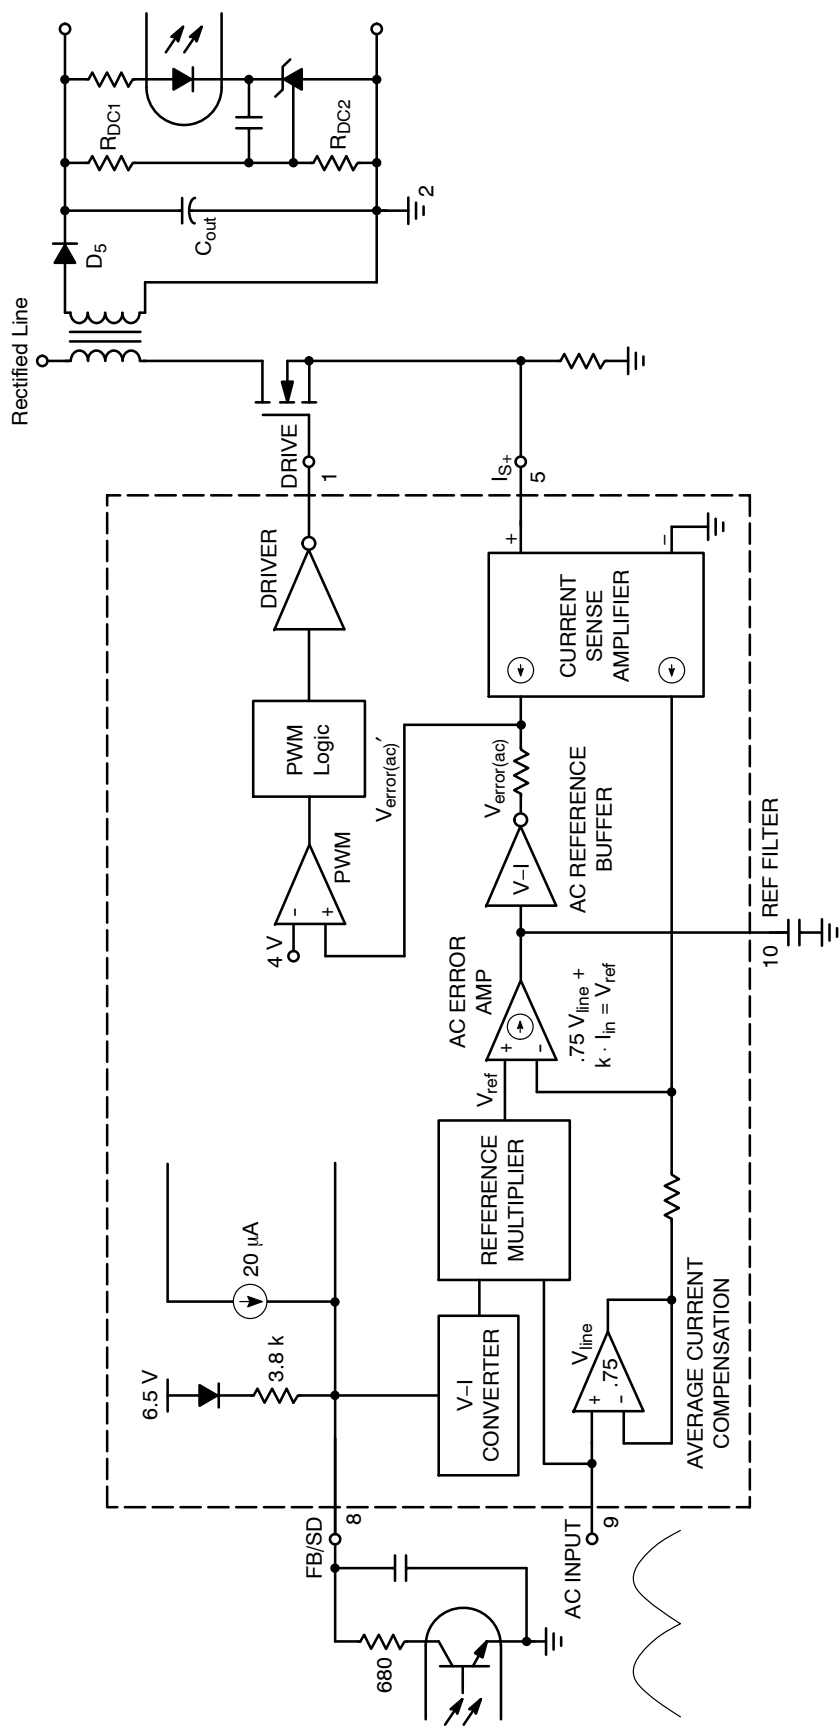 Rectified Line
D5
Cout
RDC1
RDC2
2
DRIVE
1
IS+
5
DRIVER
PWM
Logic
PWM
4 V
-
+
Verror(ac)′
Verror(ac)
+
-
CURRENT
SENSE
AMPLIFIER
V–I
AC REFERENCE
BUFFER
REF FILTER
10
AC ERROR
AMP
+
-
.75 Vline +
k · Iin = Vref
Vref
REFERENCE
MULTIPLIER
20 µA
3.8 k
6.5 V
V–I
CONVERTER
Vline
+
-
.75
AVERAGE CURRENT
COMPENSATION
FB/SD
8
AC INPUT
9
680